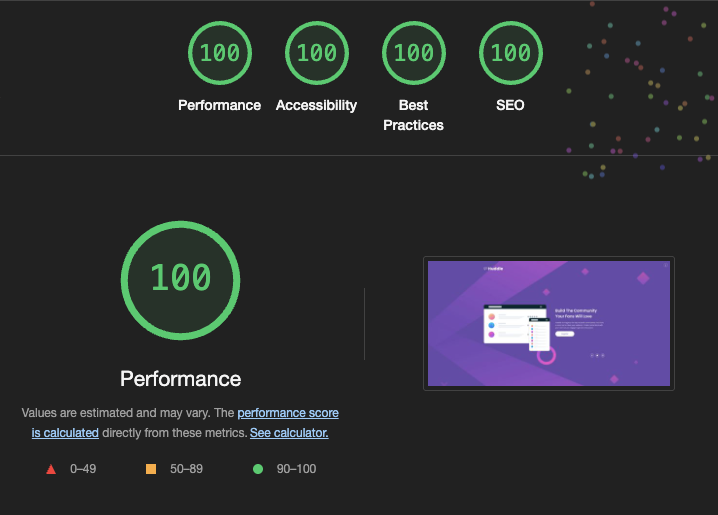 100
100
100
100
Performance
Accessibility
Best
Practices
SEO
100
Performance
Values are estimated and may vary. The performance score
is calculated directly from these metrics. See calculator.
0–49
50–89
90–100
huddle
Build The Community
Your Fans Will Love